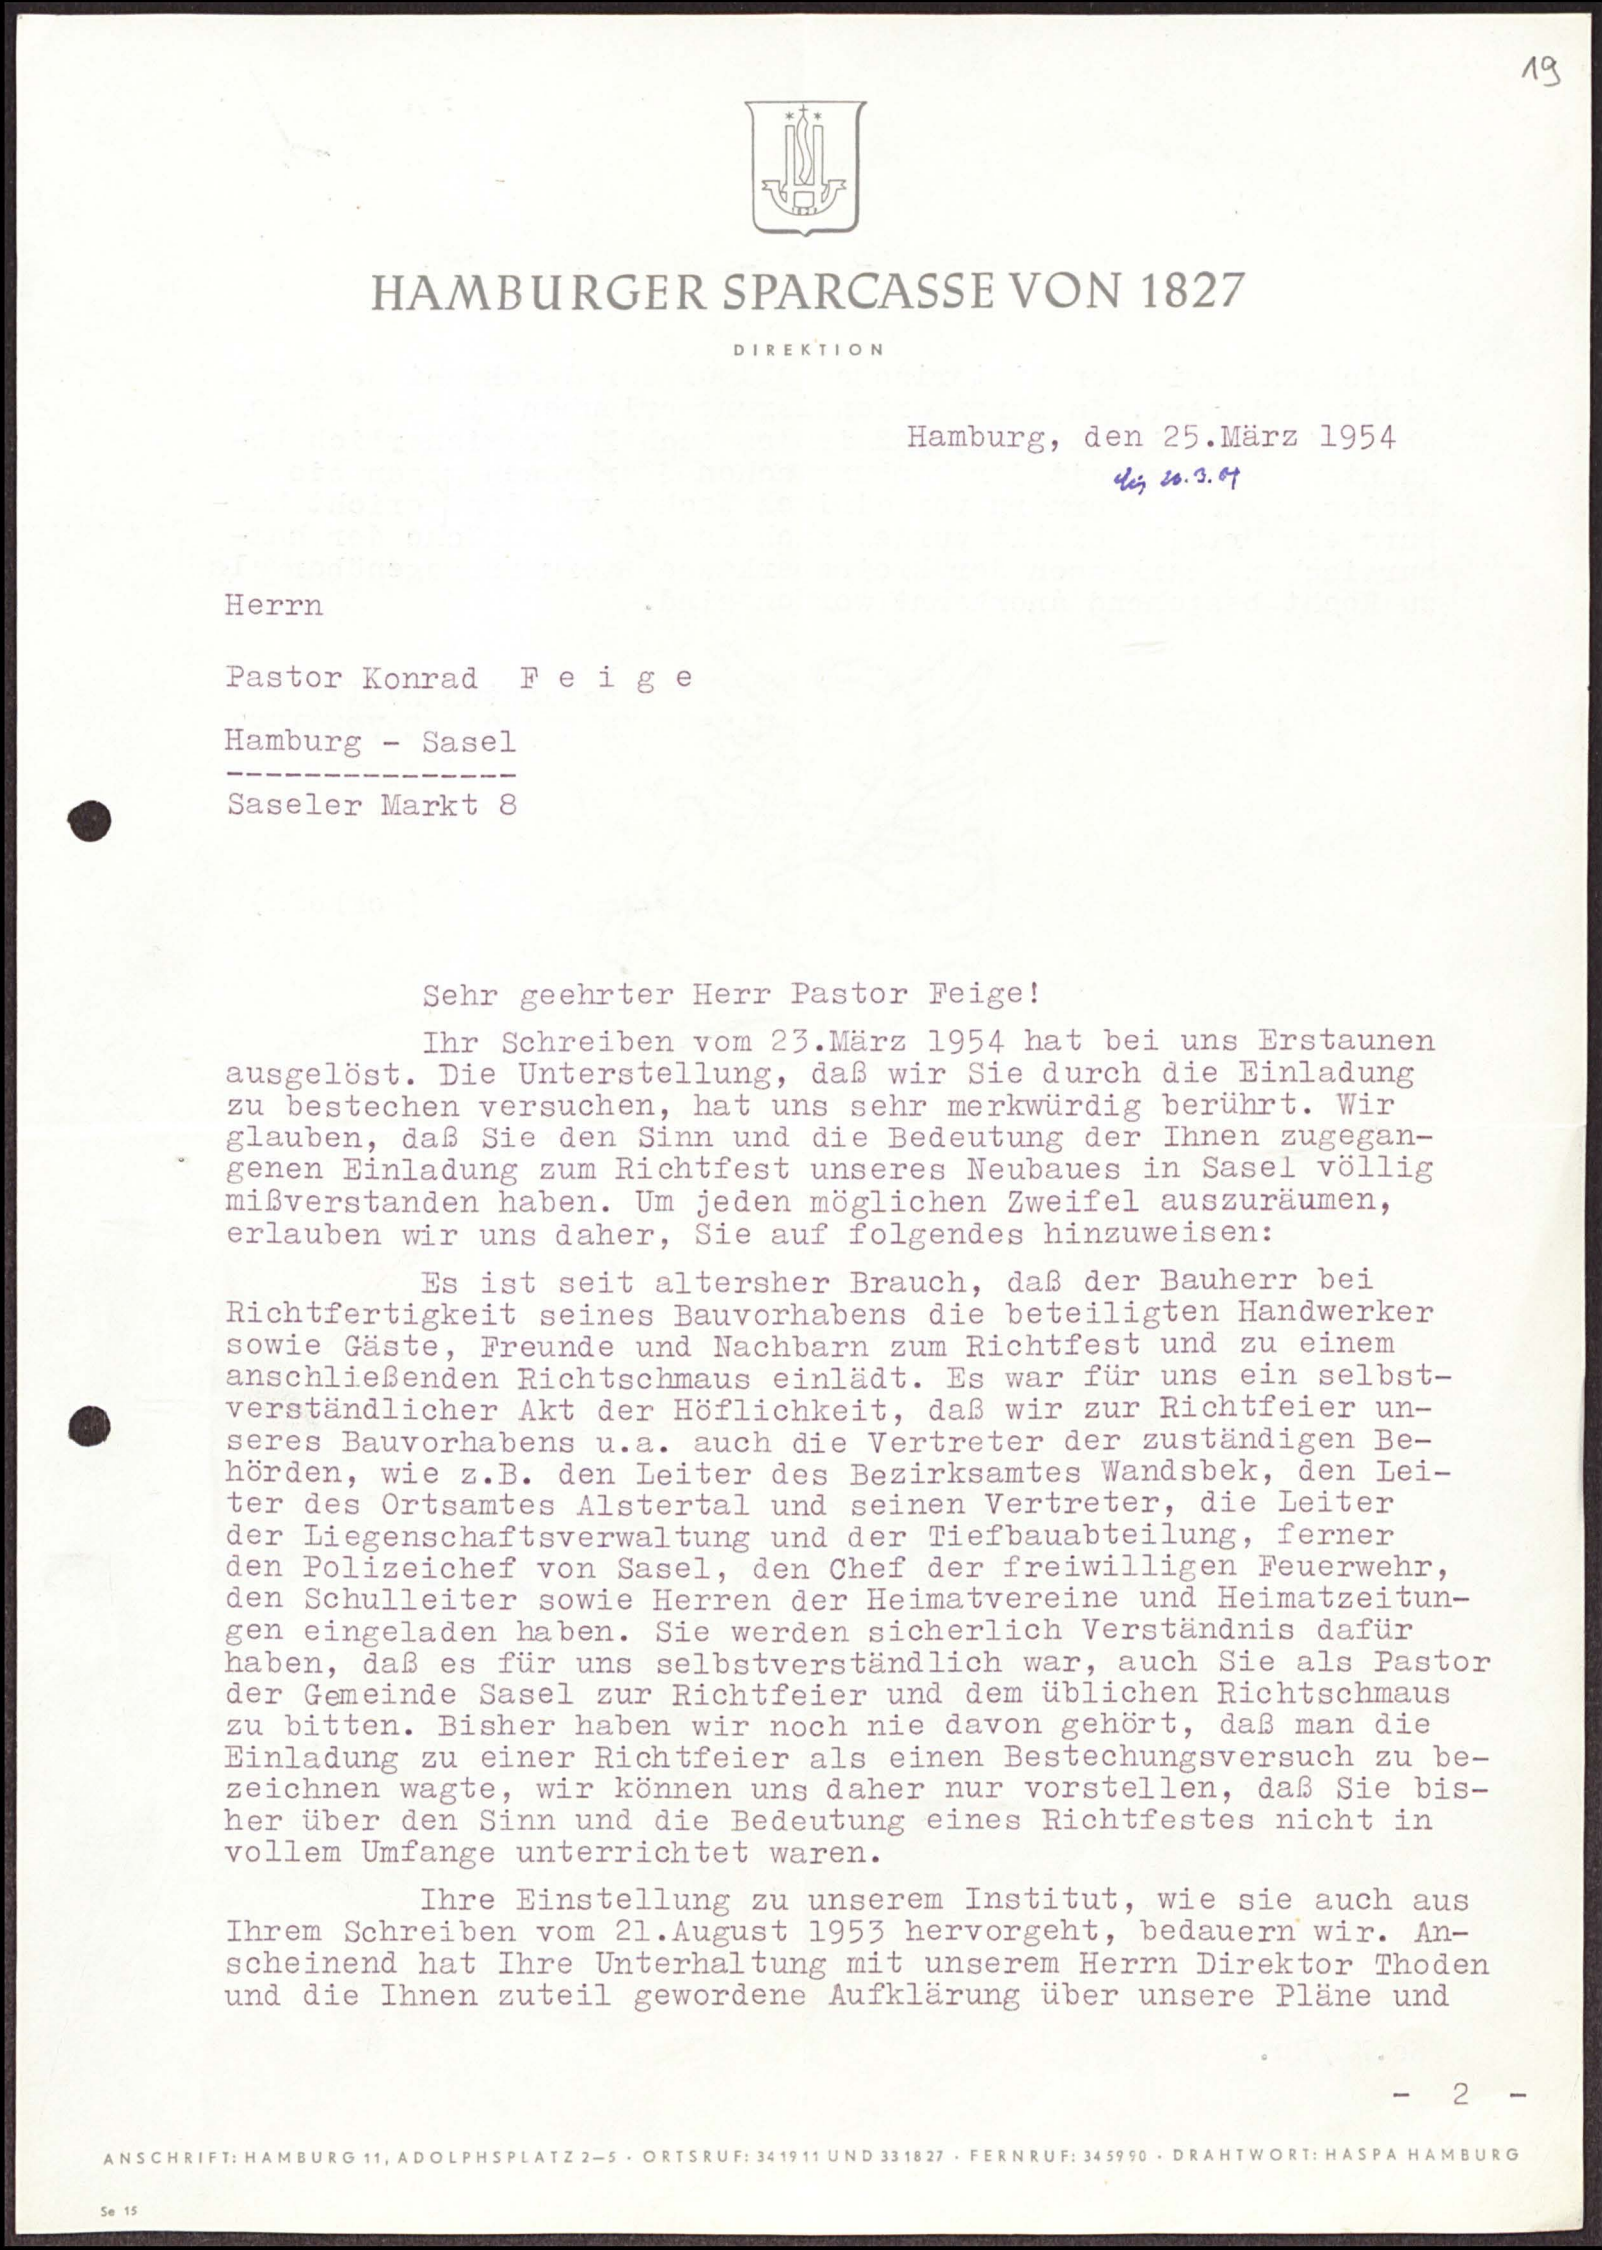 19
1827
HAMBURGER SPARCASSE VON 1827
DIREKTION
Hamburg, den 25.März 1954
Herrn
Pastor Konrad F e i g e
Hamburg - Sasel
---------------
Saseler Markt 8
Sehr geehrter Herr Pastor Feige!
Ihr Schreiben vom 23.März 1954 hat bei uns Erstaunen
ausgelöst. Die Unterstellung, daß wir Sie durch die Einladung
zu bestechen versuchen, hat uns sehr merkwürdig berührt. Wir
glauben, daß Sie den Sinn und die Bedeutung der Ihnen zugegan-
genen Einladung zum Richtfest unseres Neubaues in Sasel völlig
mißverstanden haben. Um jeden möglichen Zweifel auszuräumen,
erlauben wir uns daher, Sie auf folgendes hinzuweisen:
Es ist seit altersher Brauch, daß der Bauherr bei
Richtfertigkeit seines Bauvorhabens die beteiligten Handwerker
sowie Gäste, Freunde und Nachbarn zum Richtfest und zu einem
anschließenden Richtschmaus einlädt. Es war für uns ein selbst-
verständlicher Akt der Höflichkeit, daß wir zur Richtfeier un-
seres Bauvorhabens u.a. auch die Vertreter der zuständigen Be-
hörden, wie z.B. den Leiter des Bezirksamtes Wandsbek, den Lei-
ter des Ortsamtes Alstertal und seinen Vertreter, die Leiter
der Liegenschaftsverwaltung und der Tiefbauabteilung, ferner
den Polizeichef von Sasel, den Chef der freiwilligen Feuerwehr,
den Schulleiter sowie Herren der Heimatvereine und Heimatzeitun-
gen eingeladen haben. Sie werden sicherlich Verständnis dafür
haben, daß es für uns selbstverständlich war, auch Sie als Pastor
der Gemeinde Sasel zur Richtfeier und dem üblichen Richtschmaus
zu bitten. Bisher haben wir noch nie davon gehört, daß man die
Einladung zu einer Richtfeier als einen Bestechungsversuch zu be-
zeichnen wagte, wir können uns daher nur vorstellen, daß Sie bis-
her über den Sinn und die Bedeutung eines Richtfestes nicht in
vollem Umfange unterrichtet waren.
Ihre Einstellung zu unserem Institut, wie sie auch aus
Ihrem Schreiben vom 21.August 1953 hervorgeht, bedauern wir. An-
scheinend hat Ihre Unterhaltung mit unserem Herrn Direktor Thoden
und die Ihnen zuteil gewordene Aufklärung über unsere Pläne und
- 2 -
ANSCHRIFT: HAMBURG 11, ADOLPHSPLATZ 2–5 · ORTSRUF: 34 19 11 UND 33 18 27 · FERNRUF: 34 59 90 · DRAHTWORT: HASPA HAMBURG
Se 15